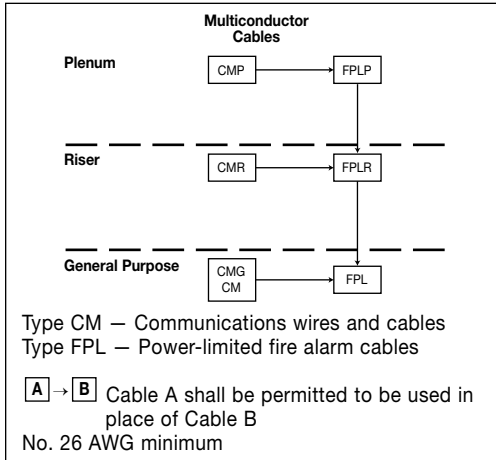 Multiconductor
Cables
Plenum
CMP
FPLP
Riser
CMR
FPLR
General Purpose
CMG
CM
FPL
Type CM — Communications wires and cables
Type FPL — Power-limited fire alarm cables
A → B Cable A shall be permitted to be used in
place of Cable B
No. 26 AWG minimum